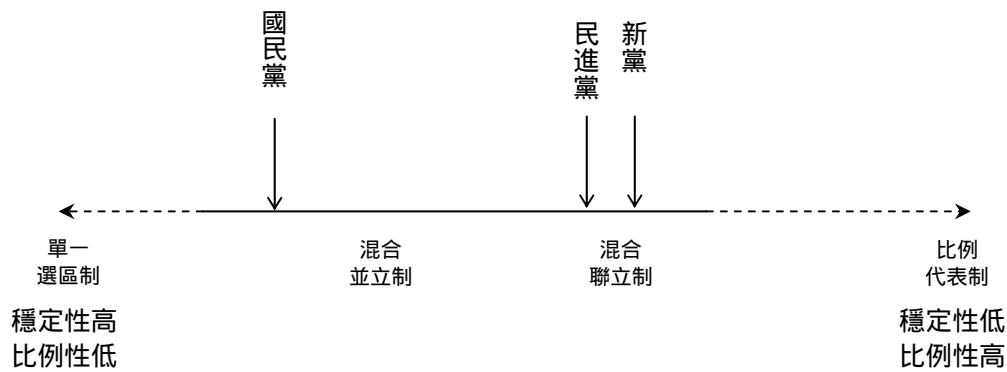 國民黨
民進黨
新黨
單一
選區制
混合
並立制
混合
聯立制
比例
代表制
穩定性高
比例性低
穩定性低
比例性高